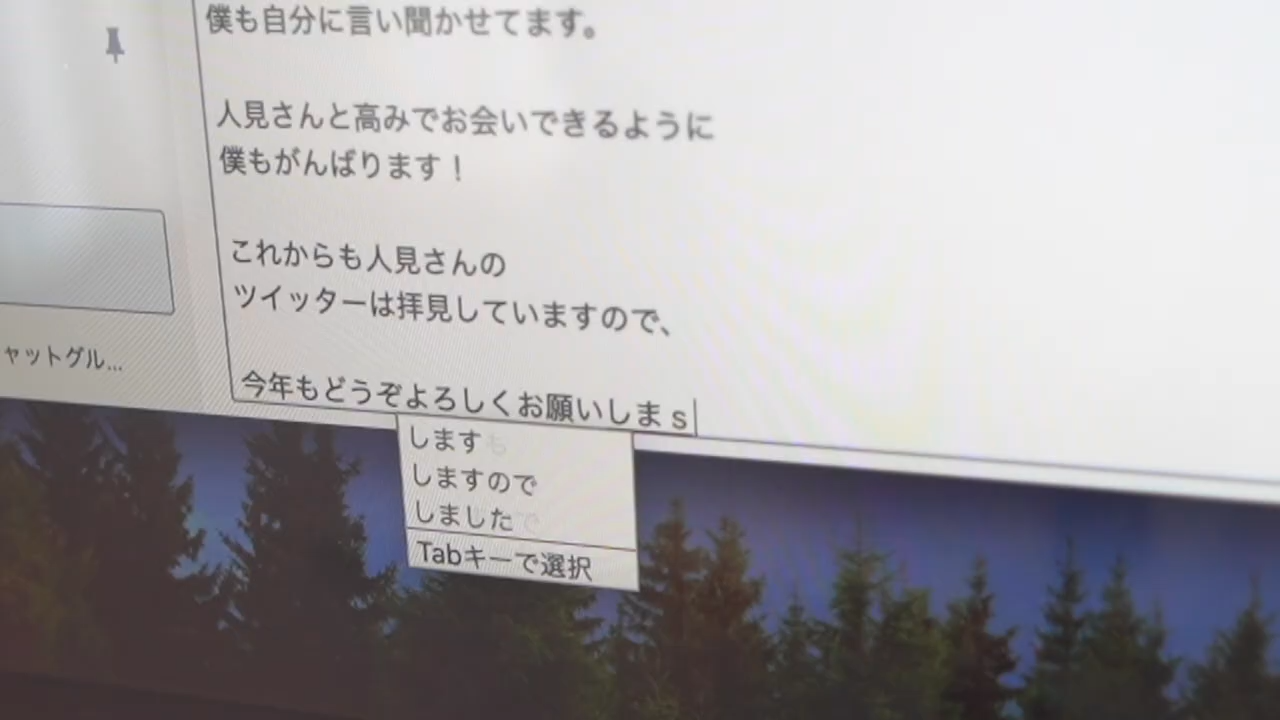 僕も自分に言い聞かせてます。
人見さんと高みでお会いできるように
僕もがんばります！
これからも人見さんの
ツイッターは拝見していますので、
今年もどうぞよろしくお願いしまｓ
します
しますので
しました
Tabキーで選択
ャットグル...